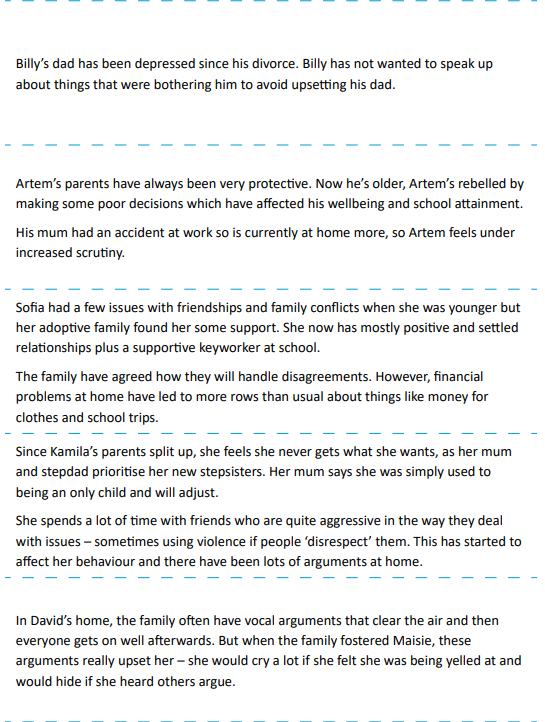 Billy’s dad has been depressed since his divorce. Billy has not wanted to speak up
about things that were bothering him to avoid upsetting his dad.
Artem’s parents have always been very protective. Now he’s older, Artem’s rebelled by
making some poor decisions which have affected his wellbeing and school attainment.
His mum had an accident at work so is currently at home more, so Artem feels under
increased scrutiny.
Sofia had a few issues with friendships and family conflicts when she was younger but
her adoptive family found her some support. She now has mostly positive and settled
relationships plus a supportive keyworker at school.
The family have agreed how they will handle disagreements. However, financial
problems at home have led to more rows than usual about things like money for
clothes and school trips.
Since Kamila’s parents split up, she feels she never gets what she wants, as her mum
and stepdad prioritise her new stepsisters. Her mum says she was simply used to
being an only child and will adjust.
She spends a lot of time with friends who are quite aggressive in the way they deal
with issues – sometimes using violence if people ‘disrespect’ them. This has started to
affect her behaviour and there have been lots of arguments at home.
In David’s home, the family often have vocal arguments that clear the air and then
everyone gets on well afterwards. But when the family fostered Maisie, these
arguments really upset her – she would cry a lot if she felt she was being yelled at and
would hide if she heard others argue.